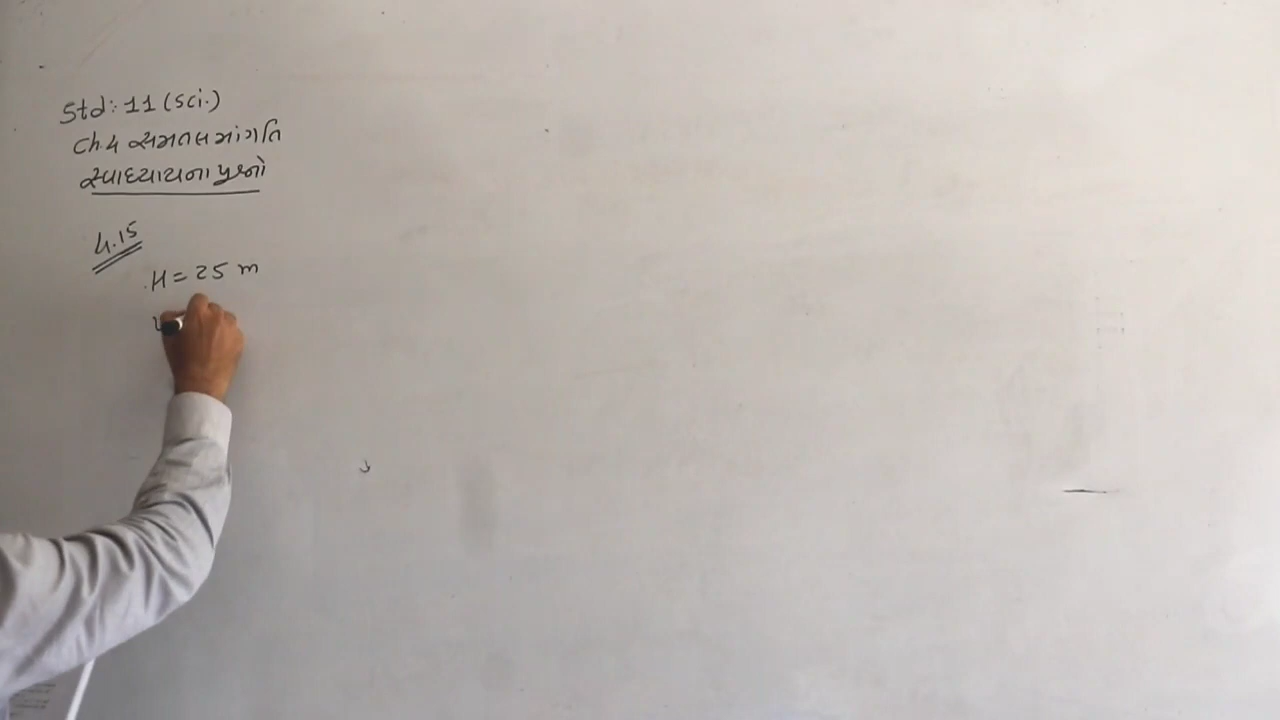 Std: 11 (Sci.)
Ch.4 સમતલમાં ગતિ
સ્વાધ્યાયના પ્રશ્નો
4.15
H = 25 m